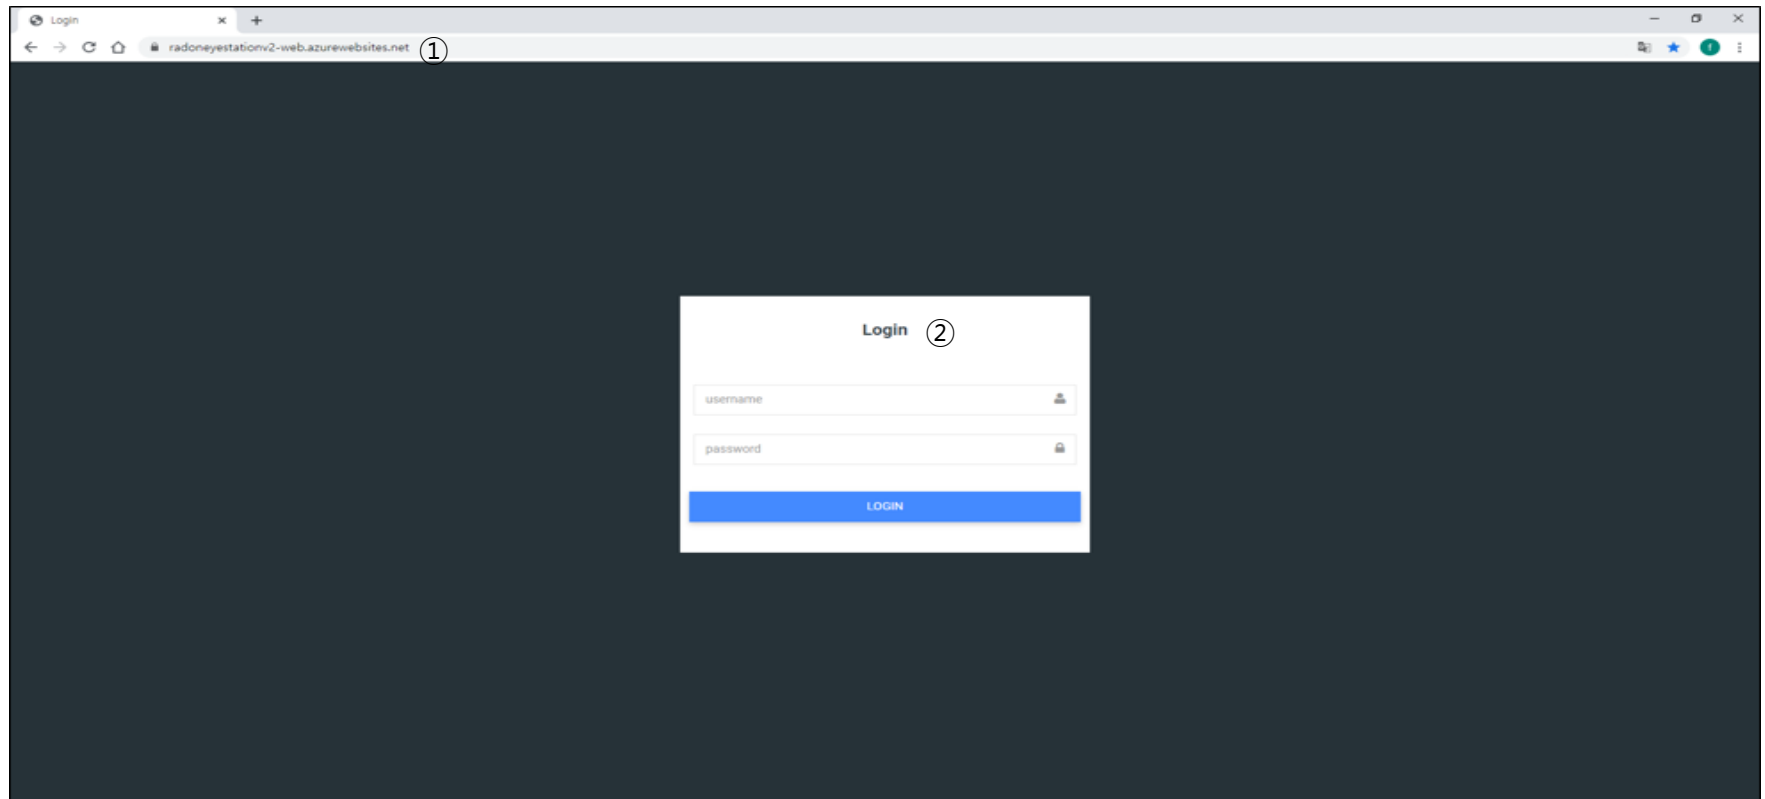 Login
radoneyestationv2-web.azurewebsites.net ①
f
Login ②
username
password
LOGIN